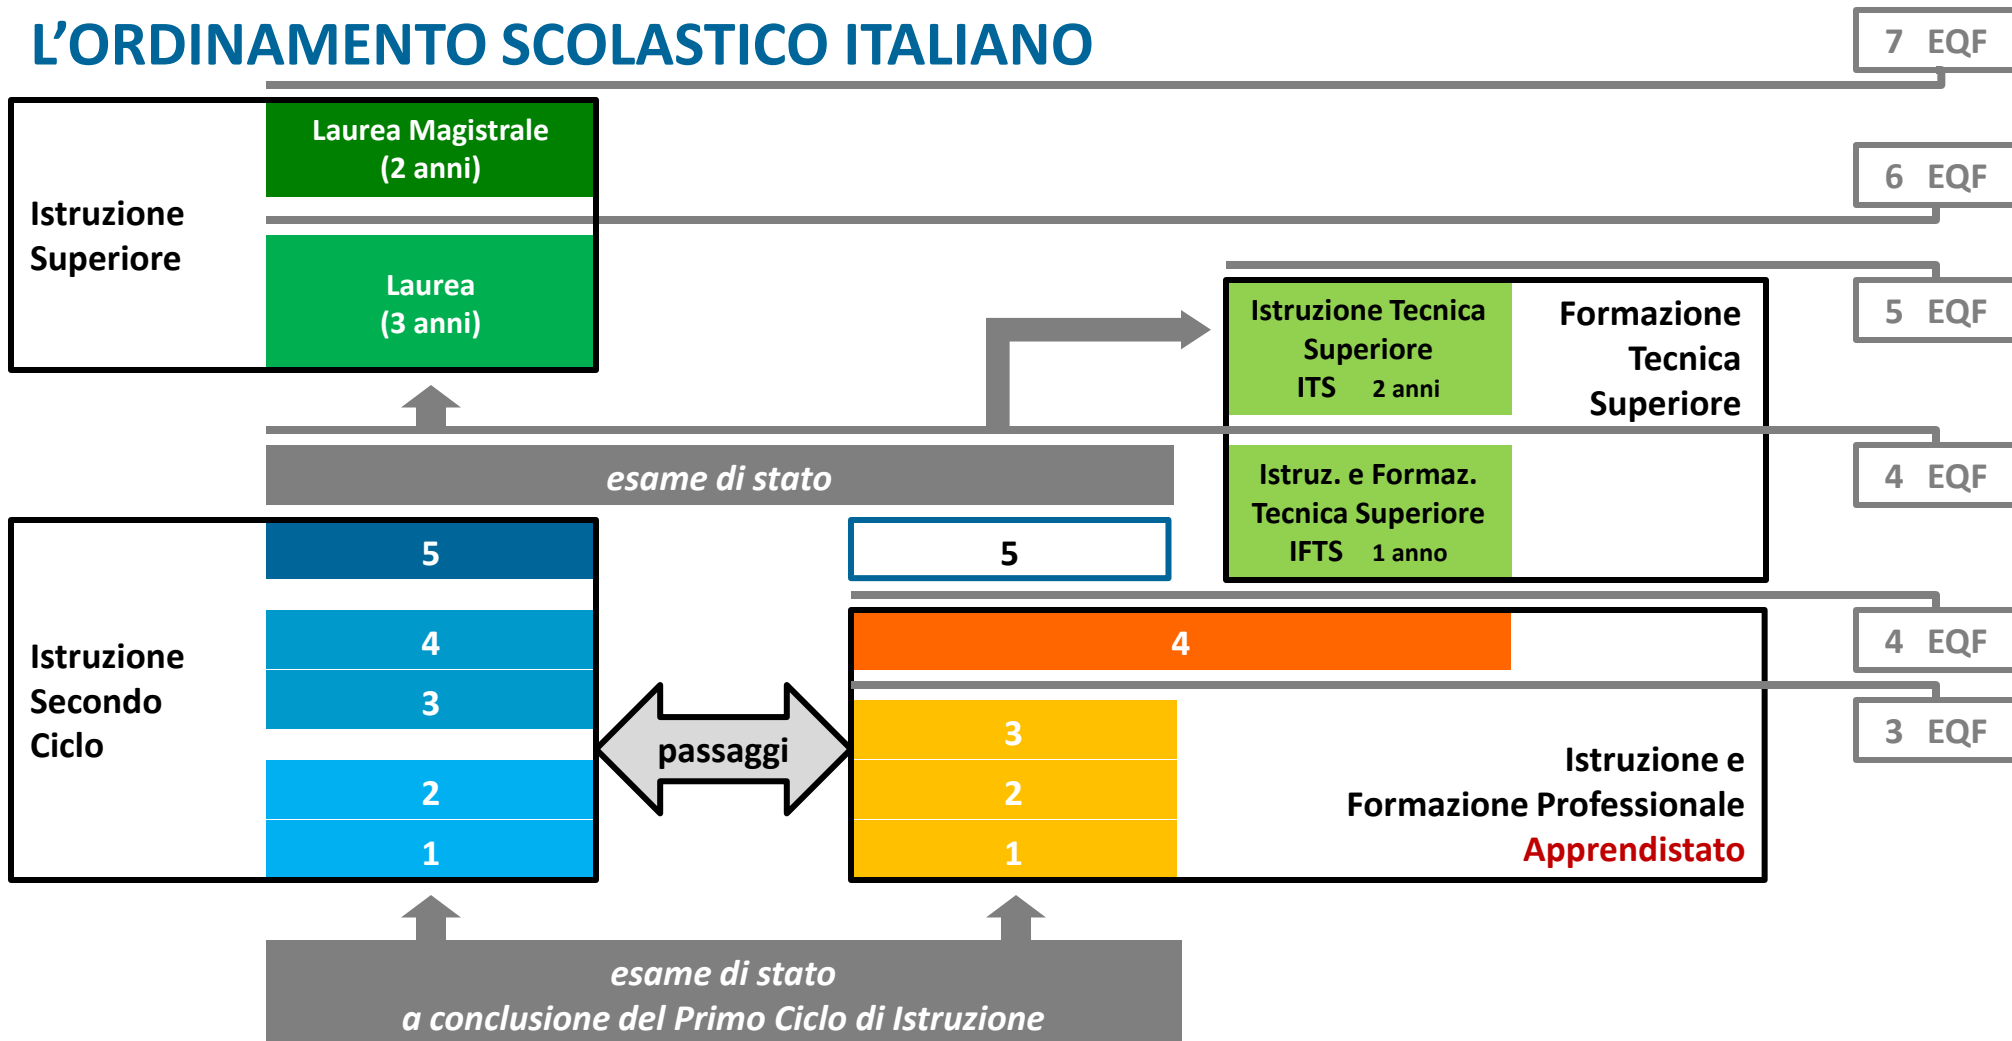 L’ORDINAMENTO SCOLASTICO ITALIANO
7 EQF
Laurea Magistrale
(2 anni)
6 EQF
Istruzione
Superiore
Laurea
(3 anni)
Istruzione Tecnica
Superiore
ITS 2 anni
Formazione
Tecnica
Superiore
5 EQF
esame di stato
Istruz. e Formaz.
Tecnica Superiore
IFTS 1 anno
4 EQF
5
5
Istruzione
Secondo
Ciclo
4
3
2
1
passaggi
4
4 EQF
3
2
1
3 EQF
Istruzione e
Formazione Professionale
Apprendistato
esame di stato
a conclusione del Primo Ciclo di Istruzione